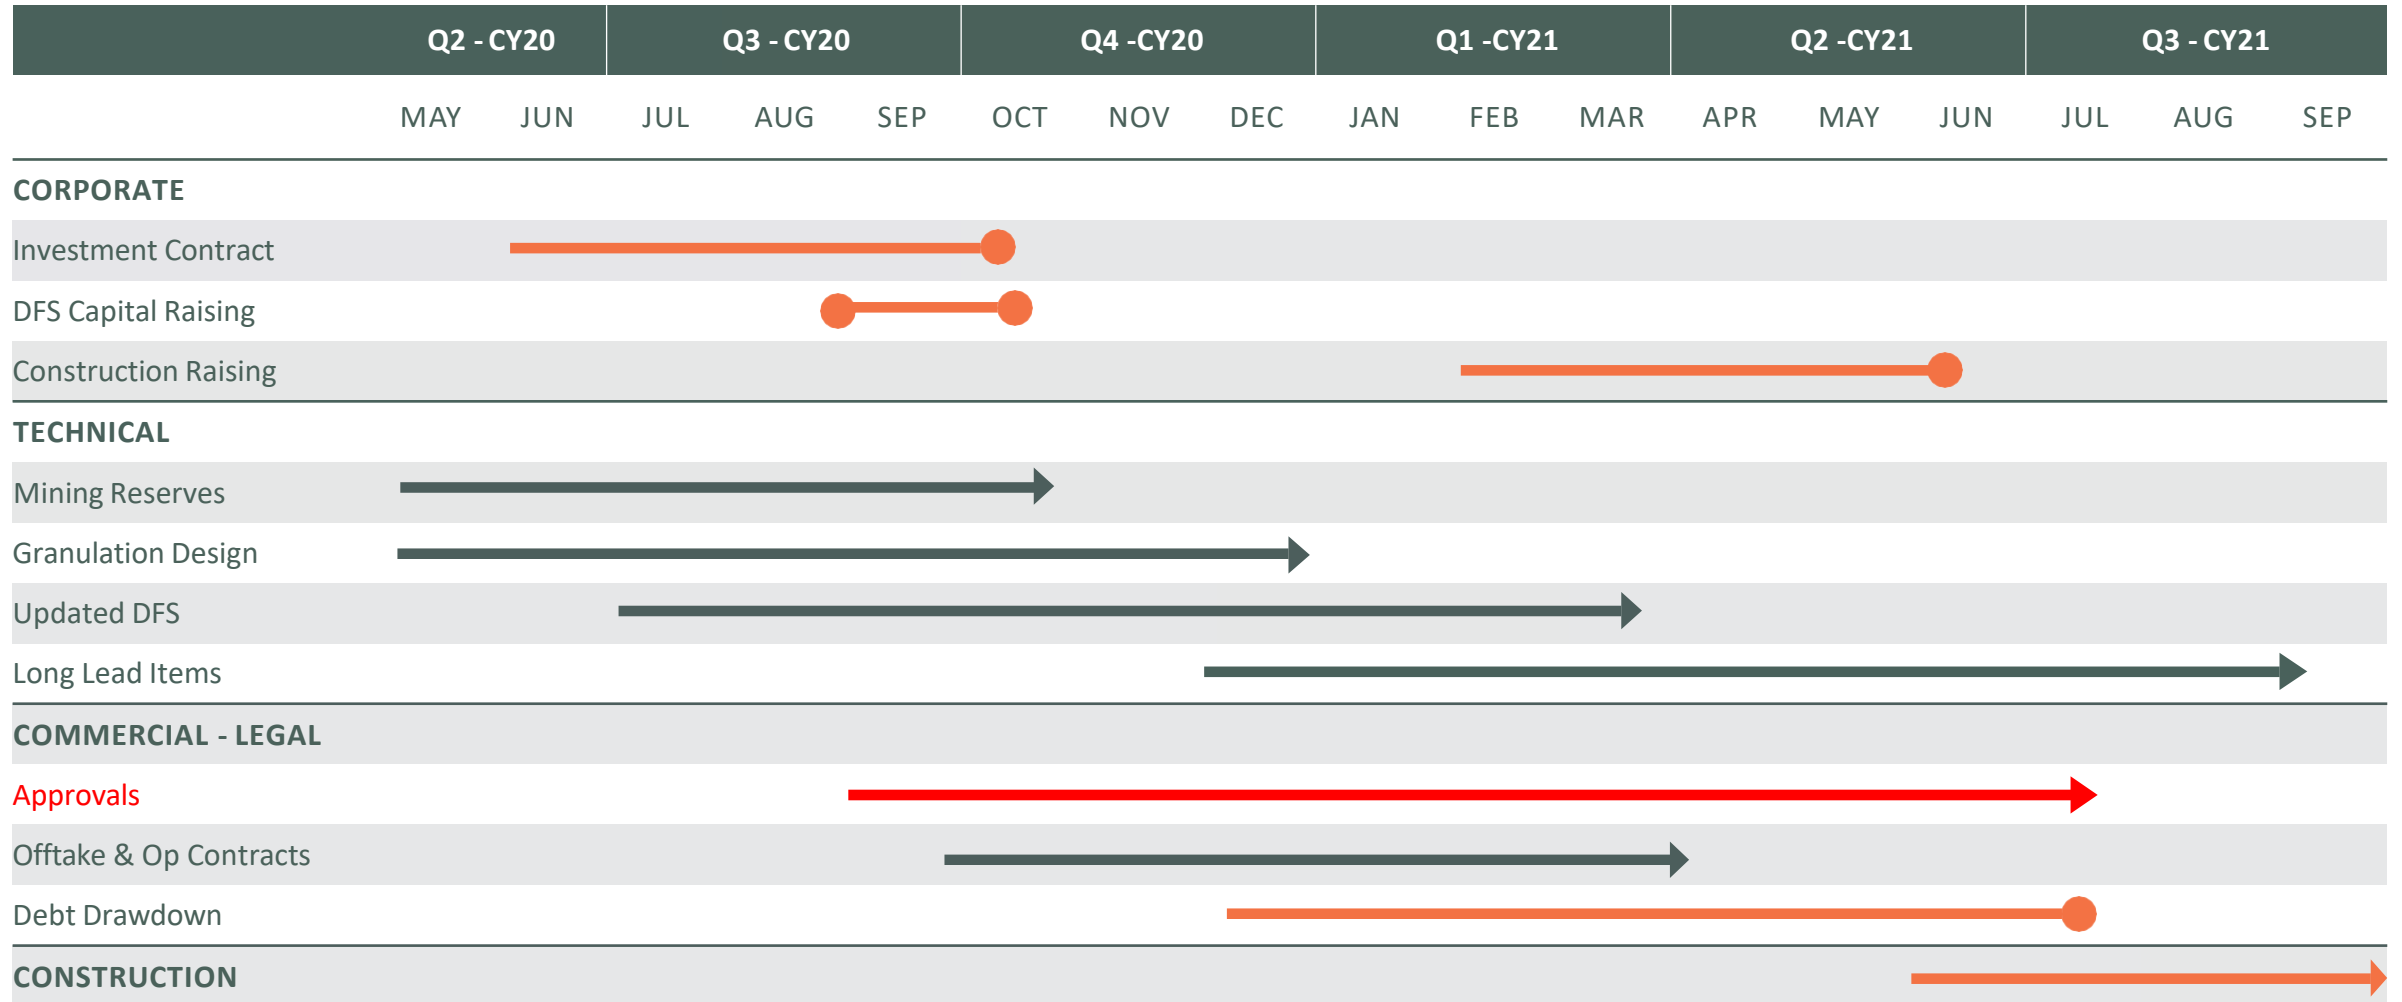 Q2 - CY20 Q3 - CY20 Q4 -CY20 Q1 -CY21 Q2 -CY21 Q3 - CY21
MAY JUN JUL AUG SEP OCT NOV DEC JAN FEB MAR APR MAY JUN JUL AUG SEP
CORPORATE
Investment Contract
DFS Capital Raising
Construction Raising
TECHNICAL
Mining Reserves
Granulation Design
Updated DFS
Long Lead Items
COMMERCIAL - LEGAL
Approvals
Offtake & Op Contracts
Debt Drawdown
CONSTRUCTION